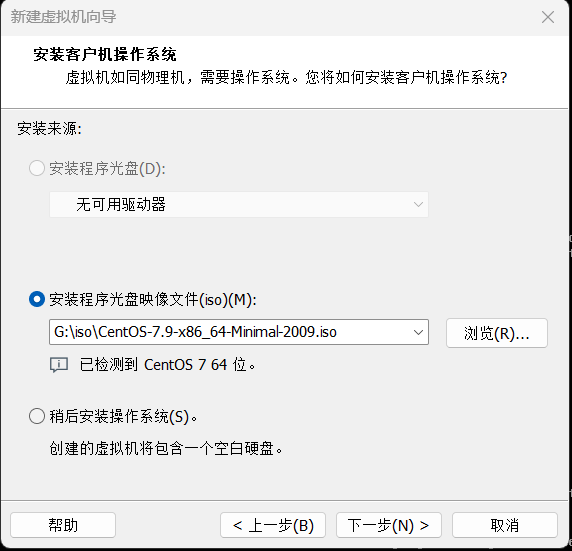 新建虚拟机向导
安装客户机操作系统
虚拟机如同物理机，需要操作系统。您将如何安装客户机操作系统?
安装来源:
安装程序光盘(D):
无可用驱动器
安装程序光盘映像文件(iso)(M):
G:\iso\CentOS-7.9-x86_64-Minimal-2009.iso
浏览(R)...
已检测到 CentOS 7 64 位。
稍后安装操作系统(S)。
创建的虚拟机将包含一个空白硬盘。
帮助
< 上一步(B)
下一步(N) >
取消